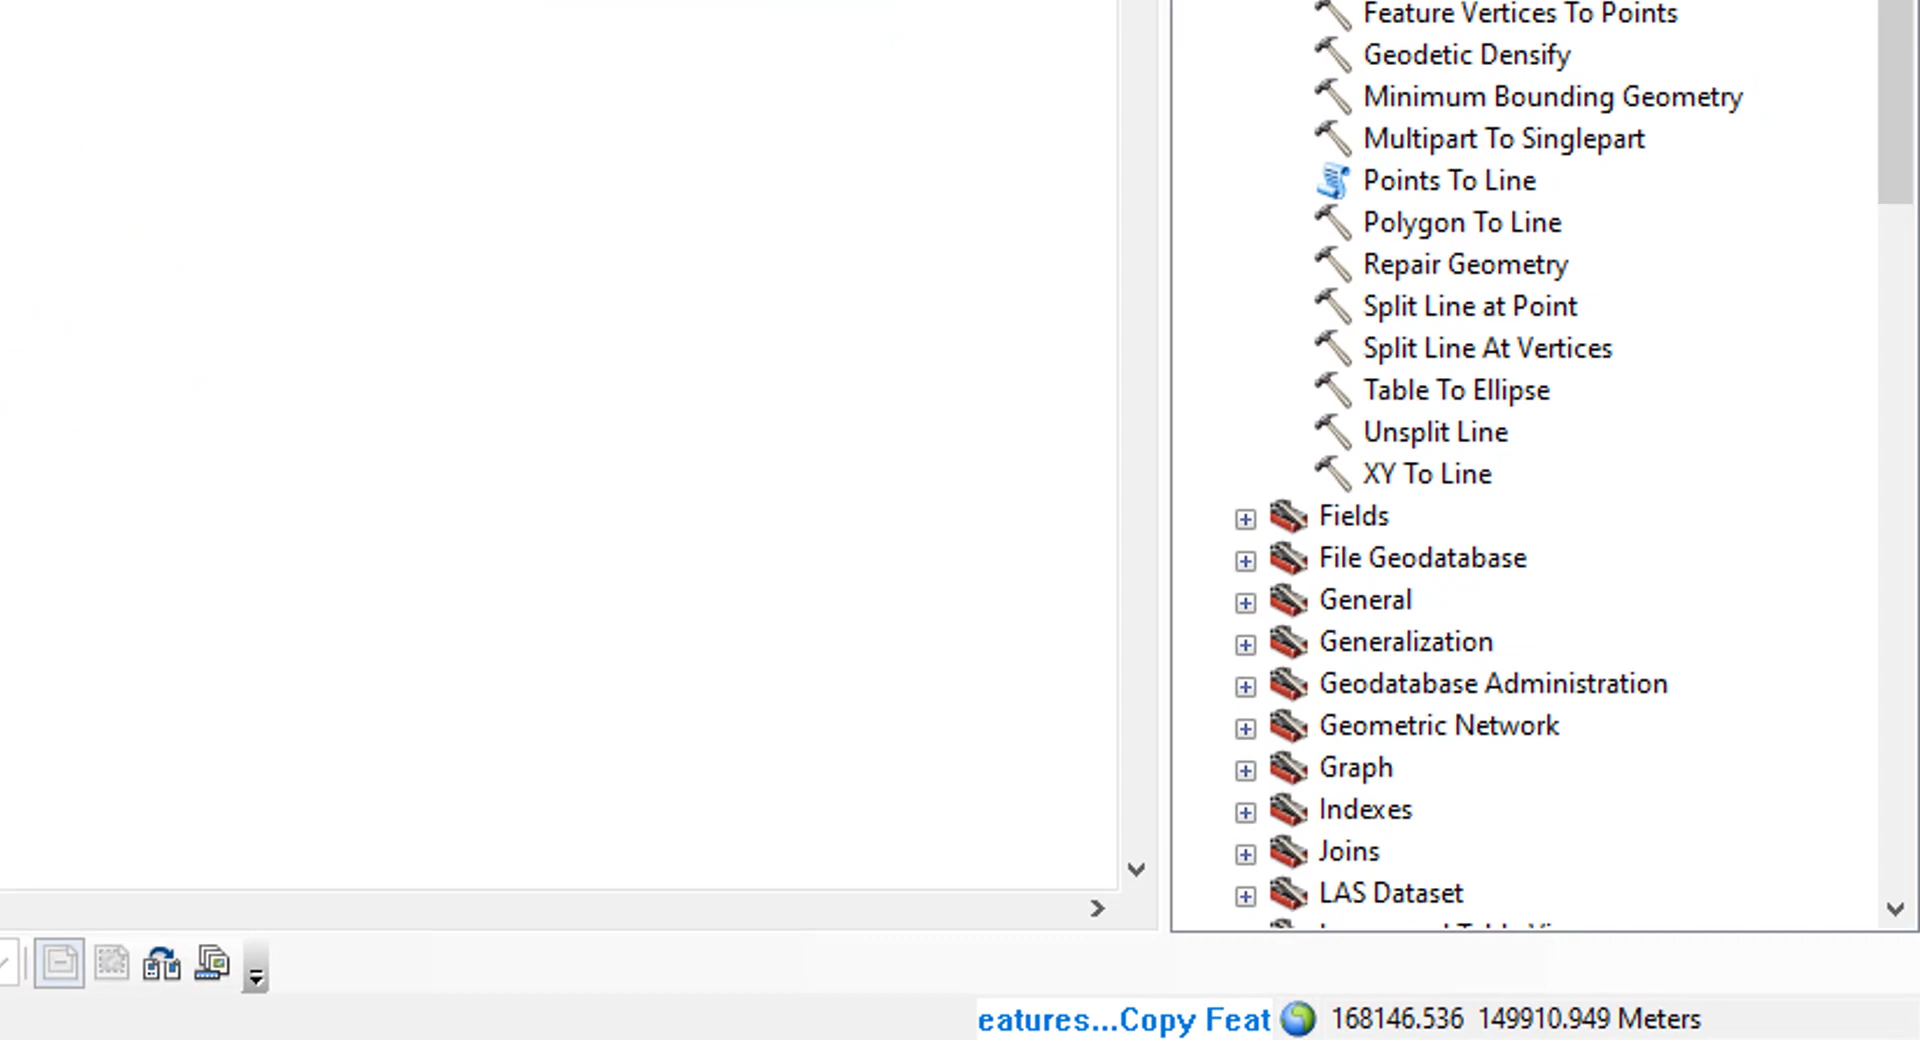 Feature Vertices To Points
Geodetic Densify
Minimum Bounding Geometry
Multipart To Singlepart
Points To Line
Polygon To Line
Repair Geometry
Split Line at Point
Split Line At Vertices
Table To Ellipse
Unsplit Line
XY To Line
Fields
File Geodatabase
General
Generalization
Geodatabase Administration
Geometric Network
Graph
Indexes
Joins
LAS Dataset
eatures...Copy Feat 168146.536 149910.949 Meters